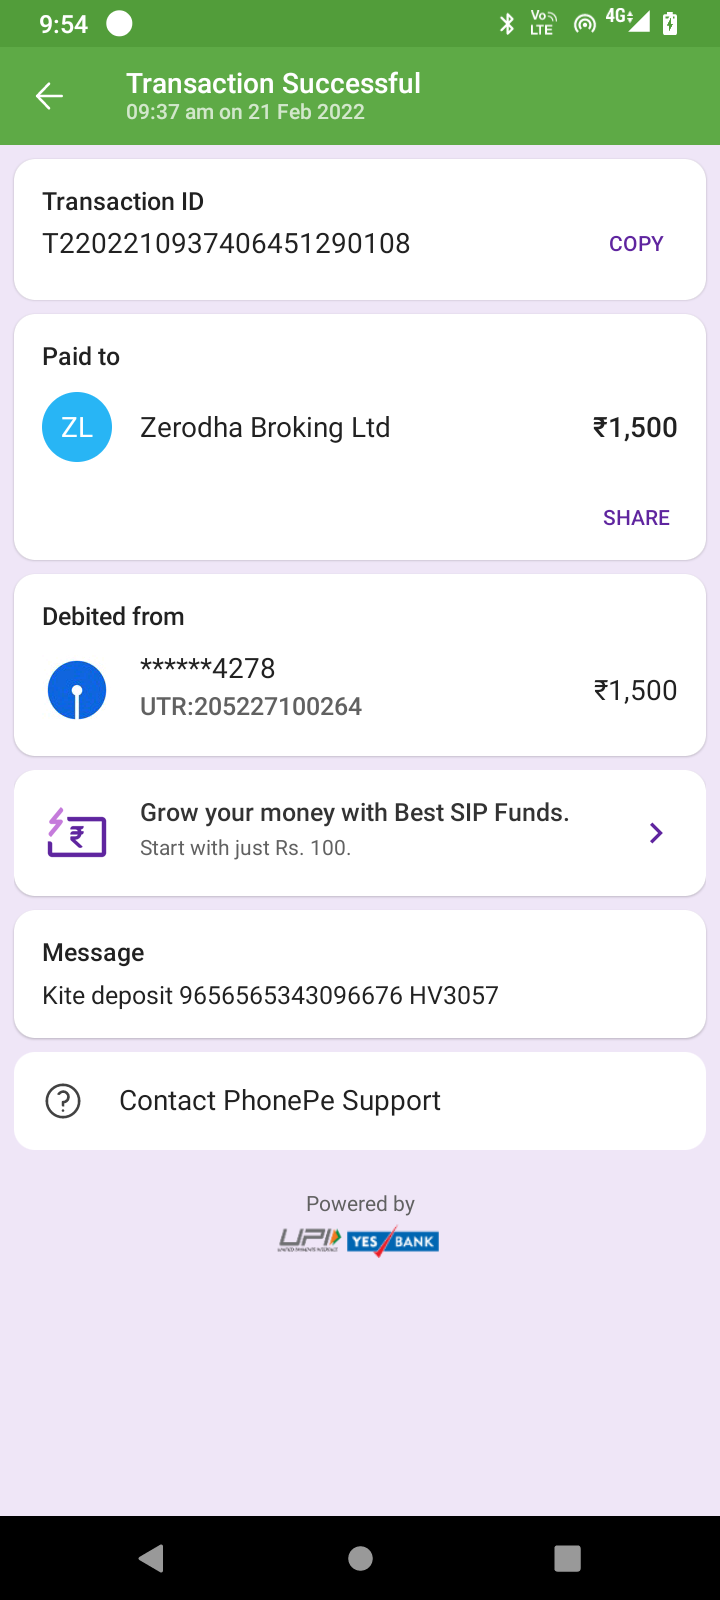 9:54
Vo LTE 4G
Transaction Successful
09:37 am on 21 Feb 2022
Transaction ID
T2202210937406451290108 COPY
Paid to
ZL Zerodha Broking Ltd ₹1,500
SHARE
Debited from
******4278
UTR:205227100264 ₹1,500
Grow your money with Best SIP Funds.
₹
Start with just Rs. 100.
Message
Kite deposit 9656565343096676 HV3057
Contact PhonePe Support
Powered by
UPI YES BANK
UNIFIED PAYMENTS INTERFACE